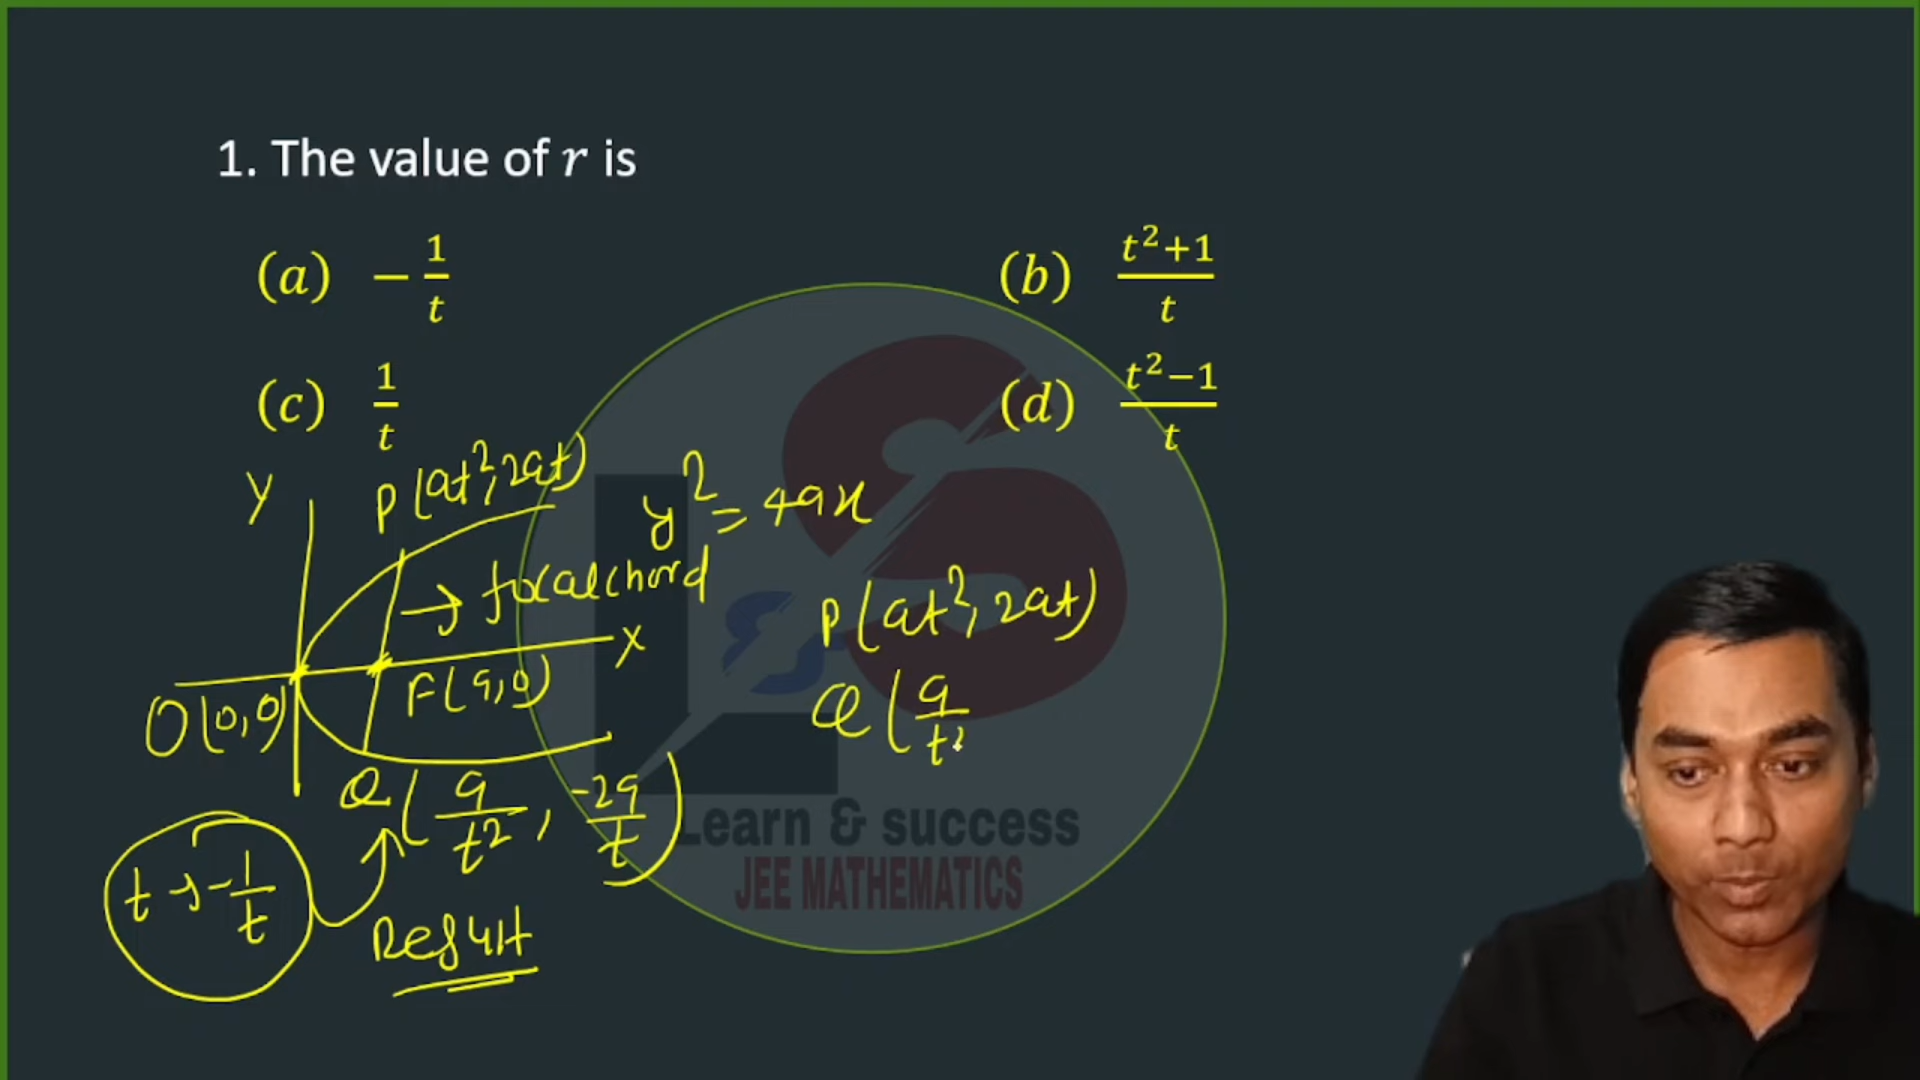 1. The value of r is
(a) −1/t
(b) t²+1/t
(c) 1/t
(d) t²−1/t
Y
P(at²,2at)
y² = 4ax
→ focal chord
X
P(at²,2at)
F(a,0)
O(0,0)
Q(a/t²
Q(a/t², -2a/t)
t → -1/t
Result
Learn & success
JEE MATHEMATICS